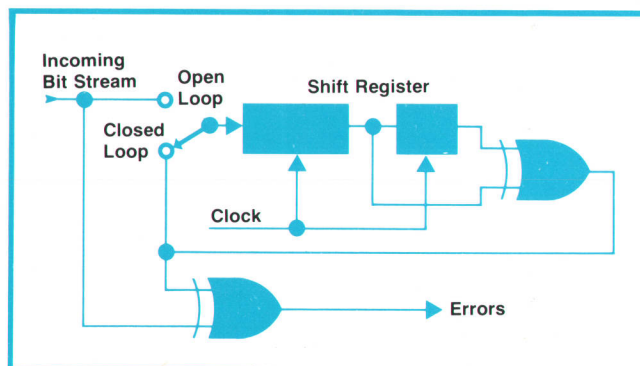 Incoming
Bit Stream
Open
Loop
Shift Register
Closed
Loop
Clock
Errors